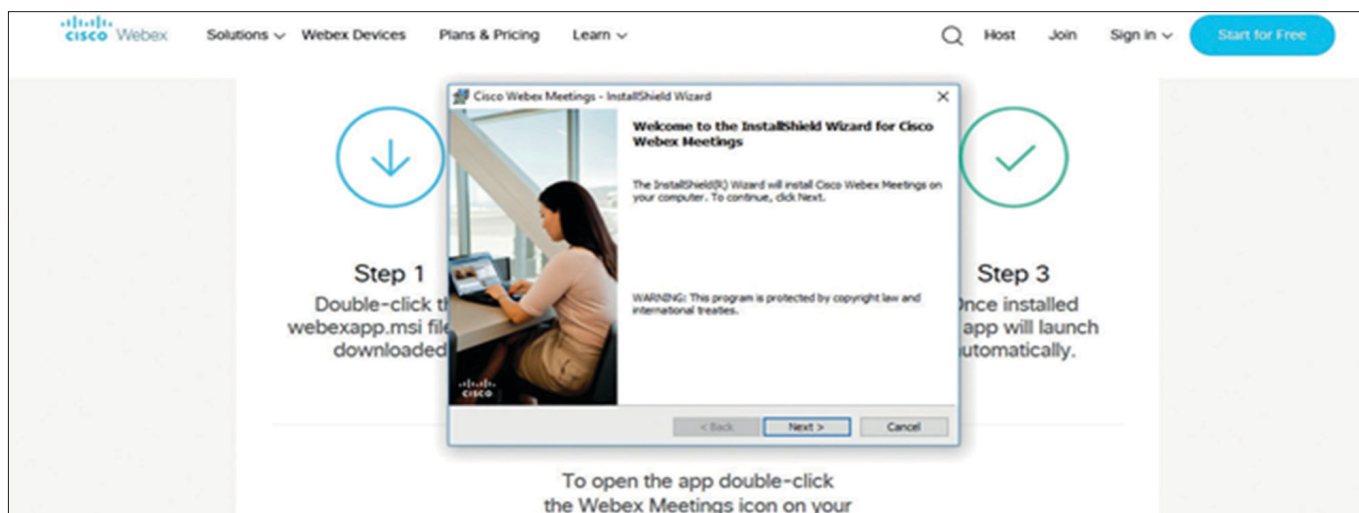 cisco Webex Solutions Webex Devices Plans & Pricing Learn Host Join Sign in Start for Free
Cisco Webex Meetings - InstallShield Wizard
Welcome to the InstallShield Wizard for Cisco
Webex Meetings
The InstallShield(R) Wizard will install Cisco Webex Meetings on
your computer. To continue, click Next.
WARNING: This program is protected by copyright law and
international treaties.
cisco
< Back Next > Cancel
Step 1
Double-click
webexapp.msi
downloaded
Step 3
installed
app will launch
To open the app double-click
the Webex Meetings icon on your